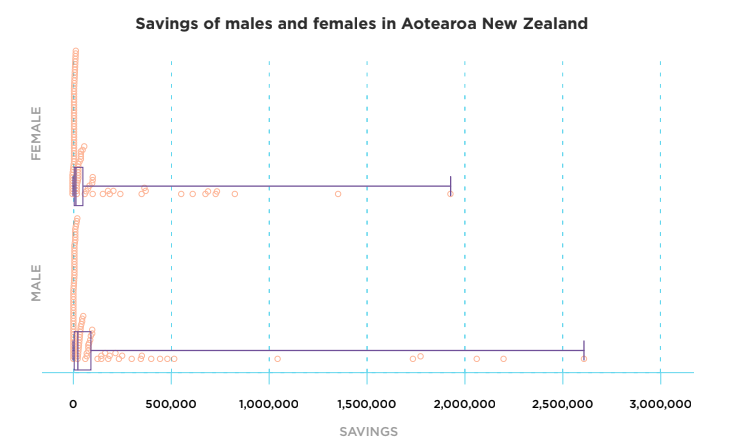 Savings of males and females in Aotearoa New Zealand
FEMALE
MALE
0 500,000 1,000,000 1,500,000 2,000,000 2,500,000 3,000,000
SAVINGS